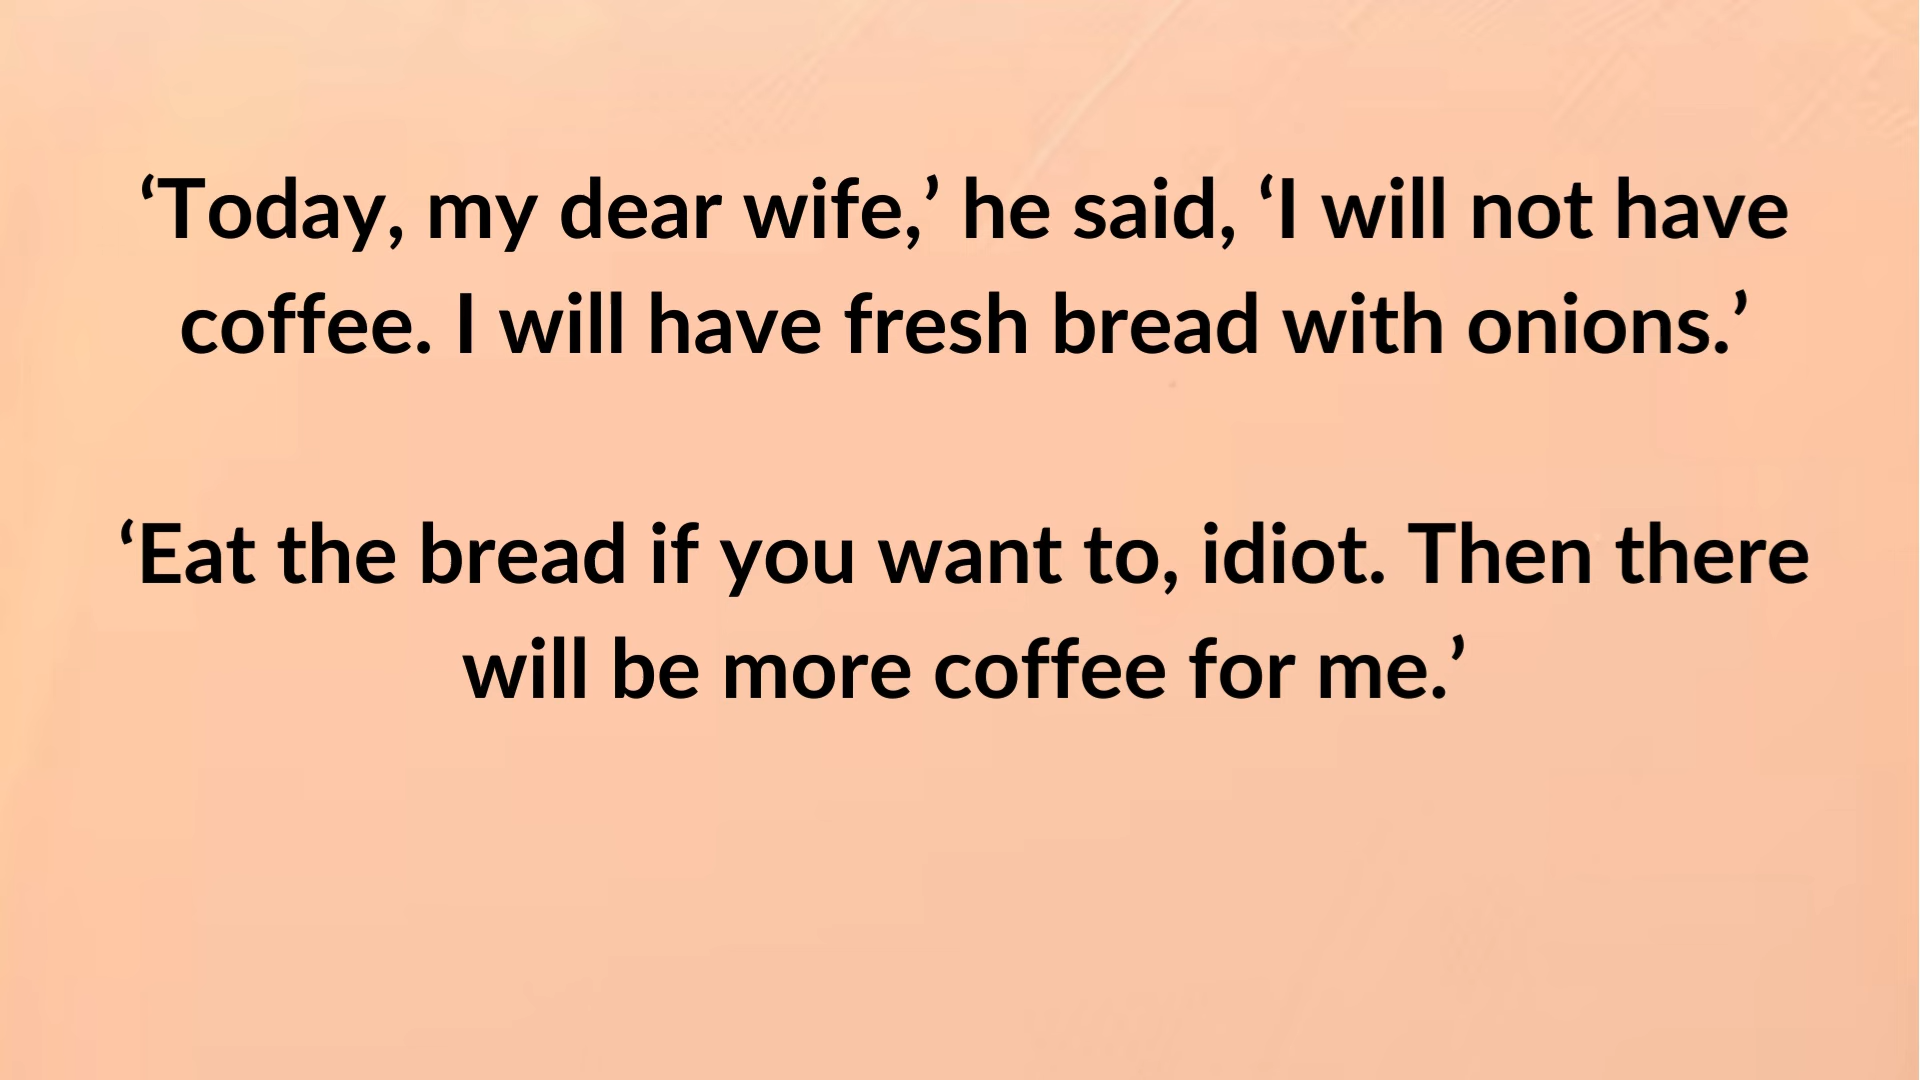 ‘Today, my dear wife,’ he said, ‘I will not have
coffee. I will have fresh bread with onions.’
‘Eat the bread if you want to, idiot. Then there
will be more coffee for me.’